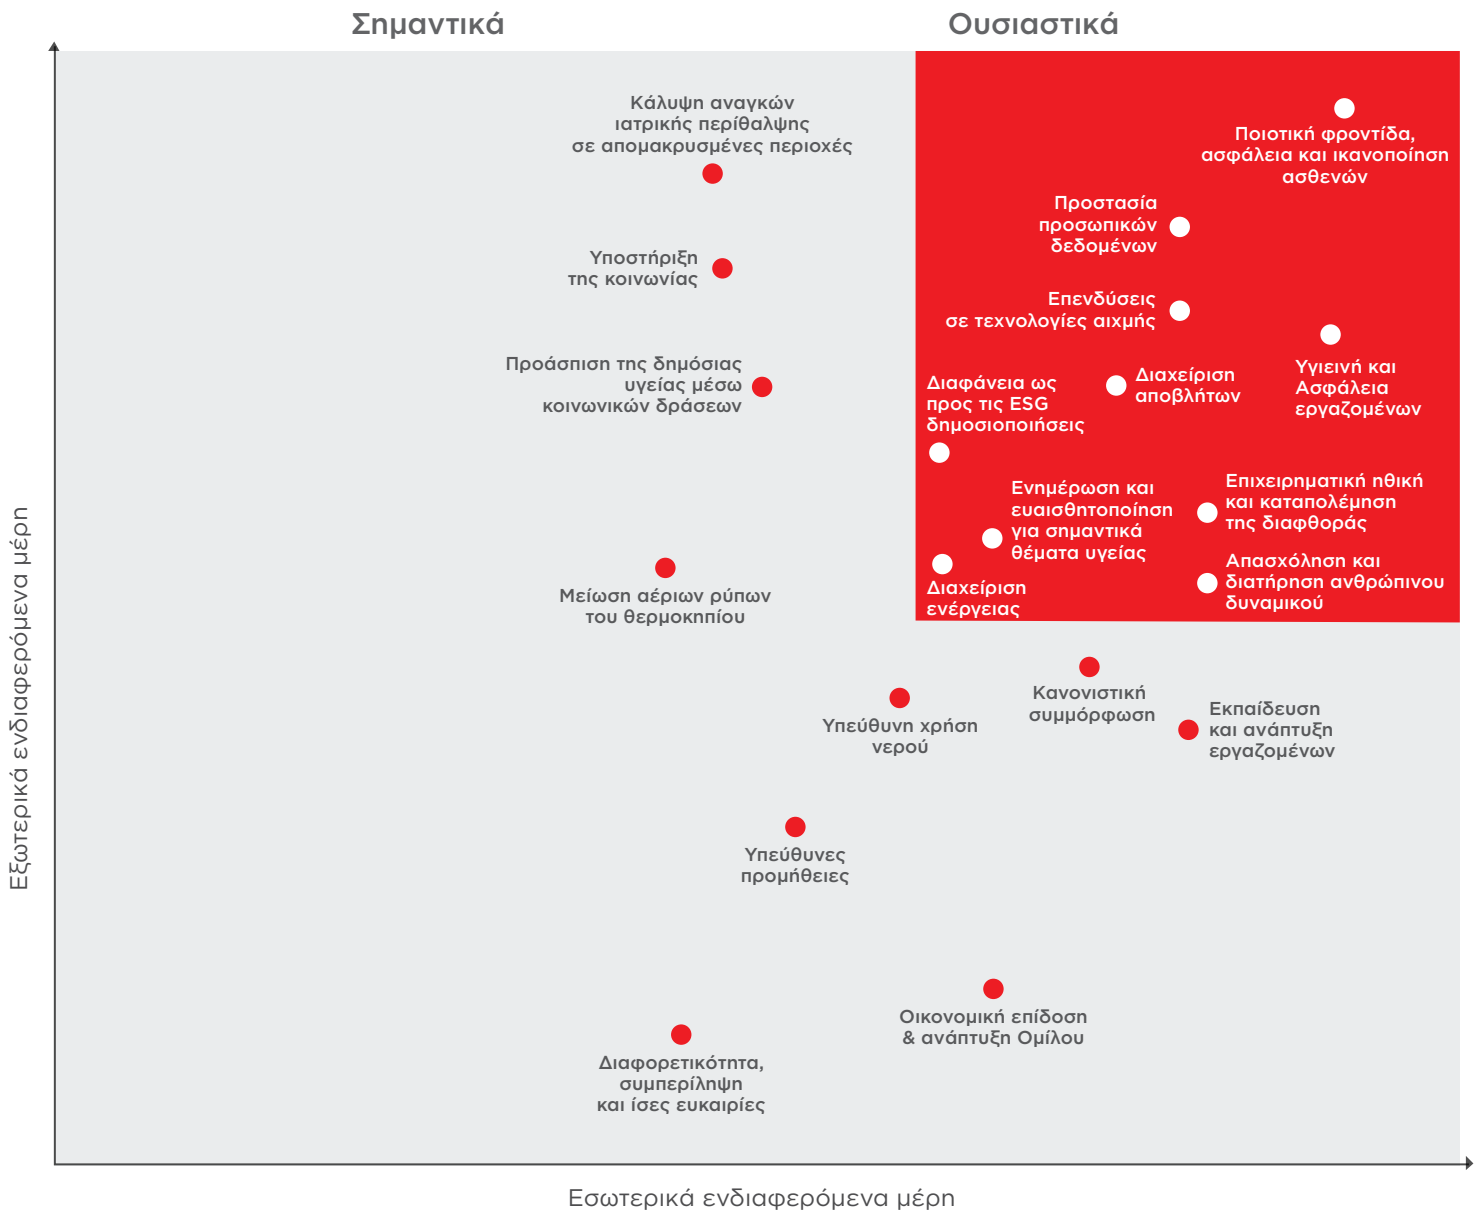 Σημαντικά
Ουσιαστικά
Κάλυψη αναγκών
ιατρικής περίθαλψης
σε απομακρυσμένες περιοχές
Ποιοτική φροντίδα,
ασφάλεια και ικανοποίηση
ασθενών
Προστασία
προσωπικών
δεδομένων
Υποστήριξη
της κοινωνίας
Επενδύσεις
σε τεχνολογίες αιχμής
Προάσπιση της δημόσιας
υγείας μέσω
κοινωνικών δράσεων
Διαφάνεια ως
προς τις ESG
δημοσιοποιήσεις
Διαχείριση
αποβλήτων
Υγιεινή και
Ασφάλεια
εργαζομένων
Ενημέρωση και
ευαισθητοποίηση
για σημαντικά
θέματα υγείας
Επιχειρηματική ηθική
και καταπολέμηση
της διαφθοράς
Διαχείριση
ενέργειας
Απασχόληση και
διατήρηση ανθρώπινου
δυναμικού
Μείωση αέριων ρύπων
του θερμοκηπίου
Υπεύθυνη χρήση
νερού
Κανονιστική
συμμόρφωση
Εκπαίδευση
και ανάπτυξη
εργαζομένων
Υπεύθυνες
προμήθειες
Οικονομική επίδοση
& ανάπτυξη Ομίλου
Διαφορετικότητα,
συμπερίληψη
και ίσες ευκαιρίες
Εξωτερικά ενδιαφερόμενα μέρη
Εσωτερικά ενδιαφερόμενα μέρη